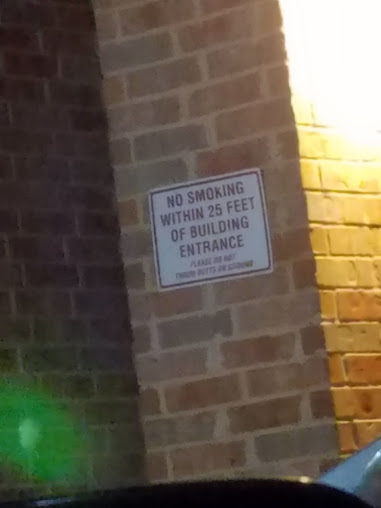 NO SMOKING
WITHIN 25 FEET
OF BUILDING
ENTRANCE
PLEASE DO NOT
THROW BUTTS ON GROUND